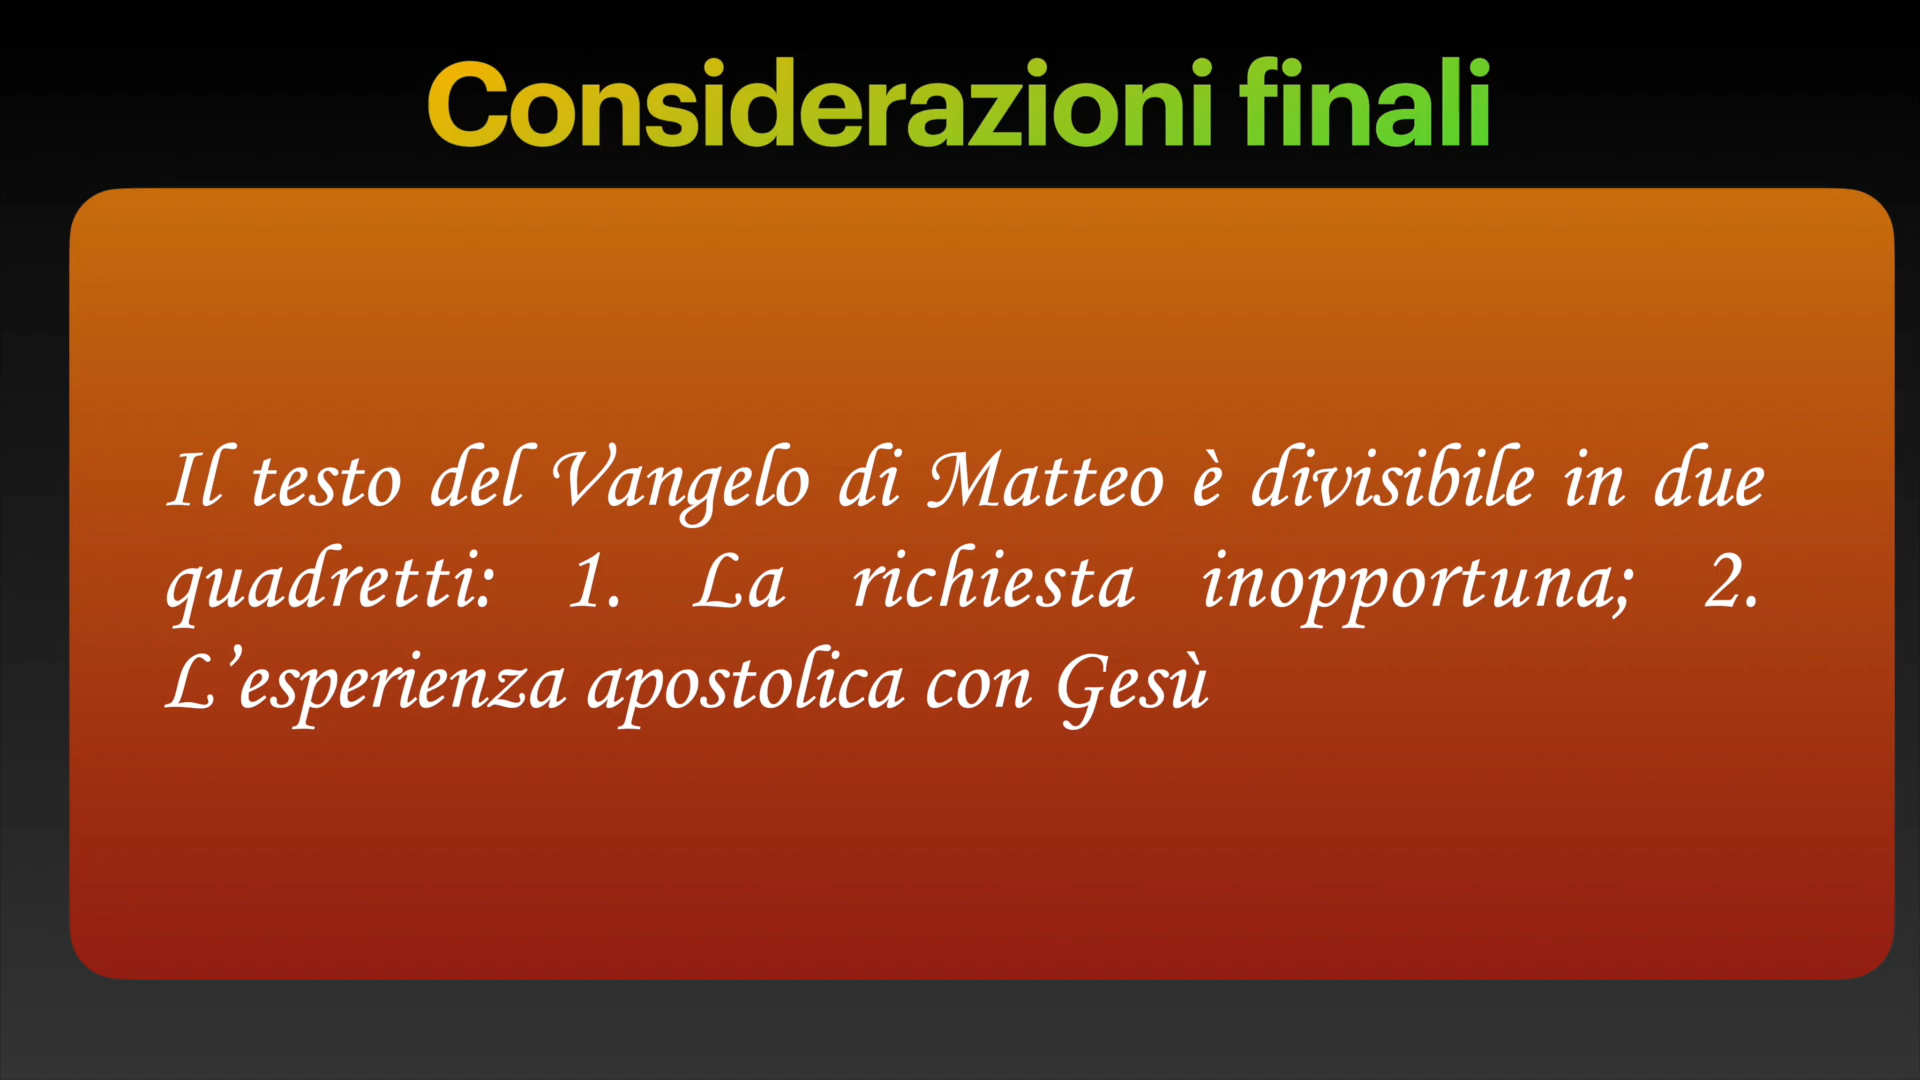 Considerazioni finali
Il testo del Vangelo di Matteo è divisibile in due
quadretti: 1. La richiesta inopportuna; 2.
L’esperienza apostolica con Gesù